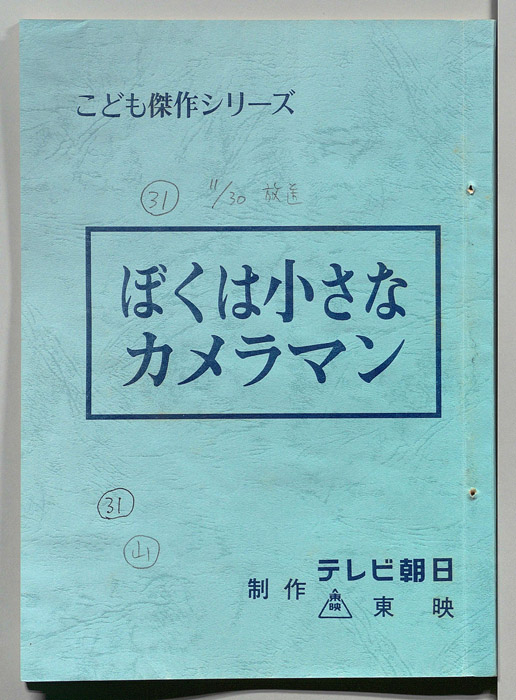 こども傑作シリーズ
31 11/30 放送
ぼくは小さな
カメラマン
31
山
制作 テレビ朝日
東映 東映